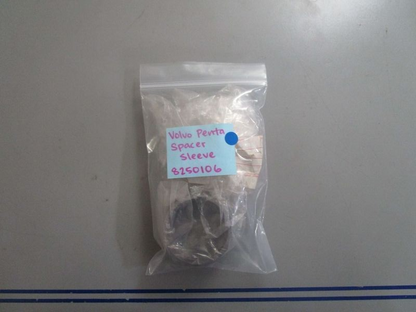 Volvo Penta
Spacer
Sleeve
8250106